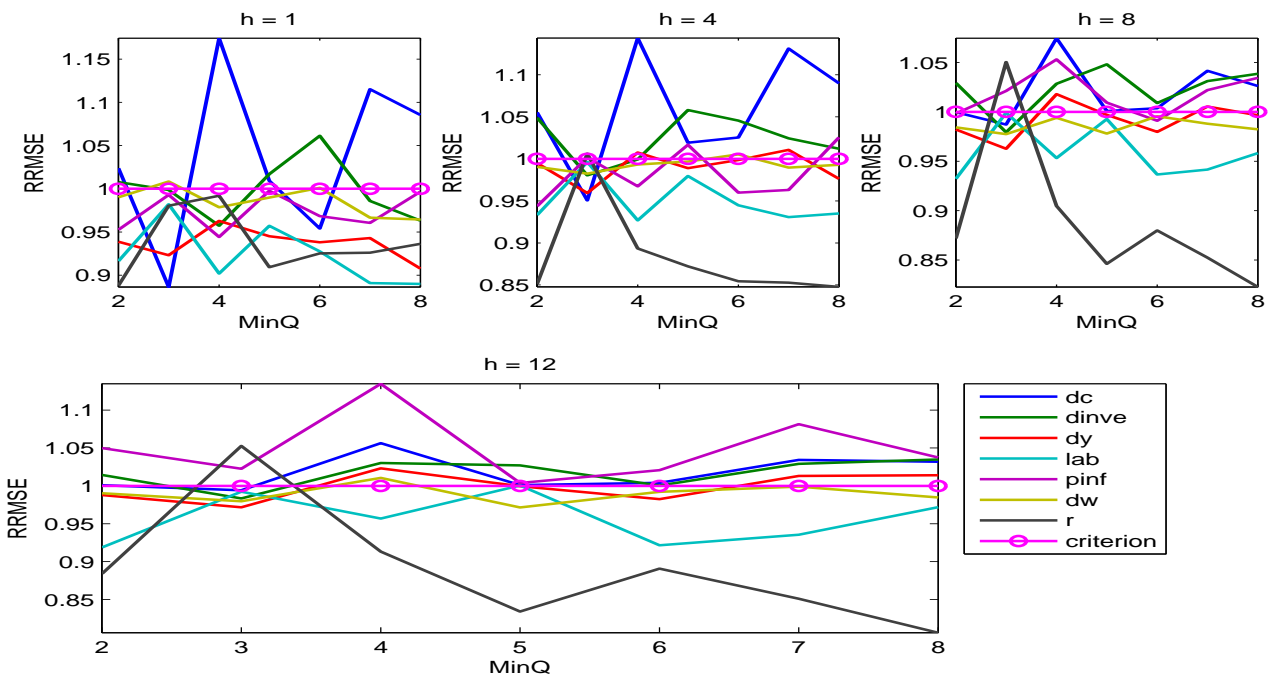 h = 1
1.15
1.1
1.05
1
0.95
0.9
RRMSE
2
4
6
8
MinQ
h = 4
1.1
1.05
1
0.95
0.9
0.85
RRMSE
2
4
6
8
MinQ
h = 8
1.05
1
0.95
0.9
0.85
RRMSE
2
4
6
8
MinQ
h = 12
1.1
1.05
1
0.95
0.9
0.85
RRMSE
2
3
4
5
6
7
8
MinQ
dc
dinve
dy
lab
pinf
dw
r
criterion